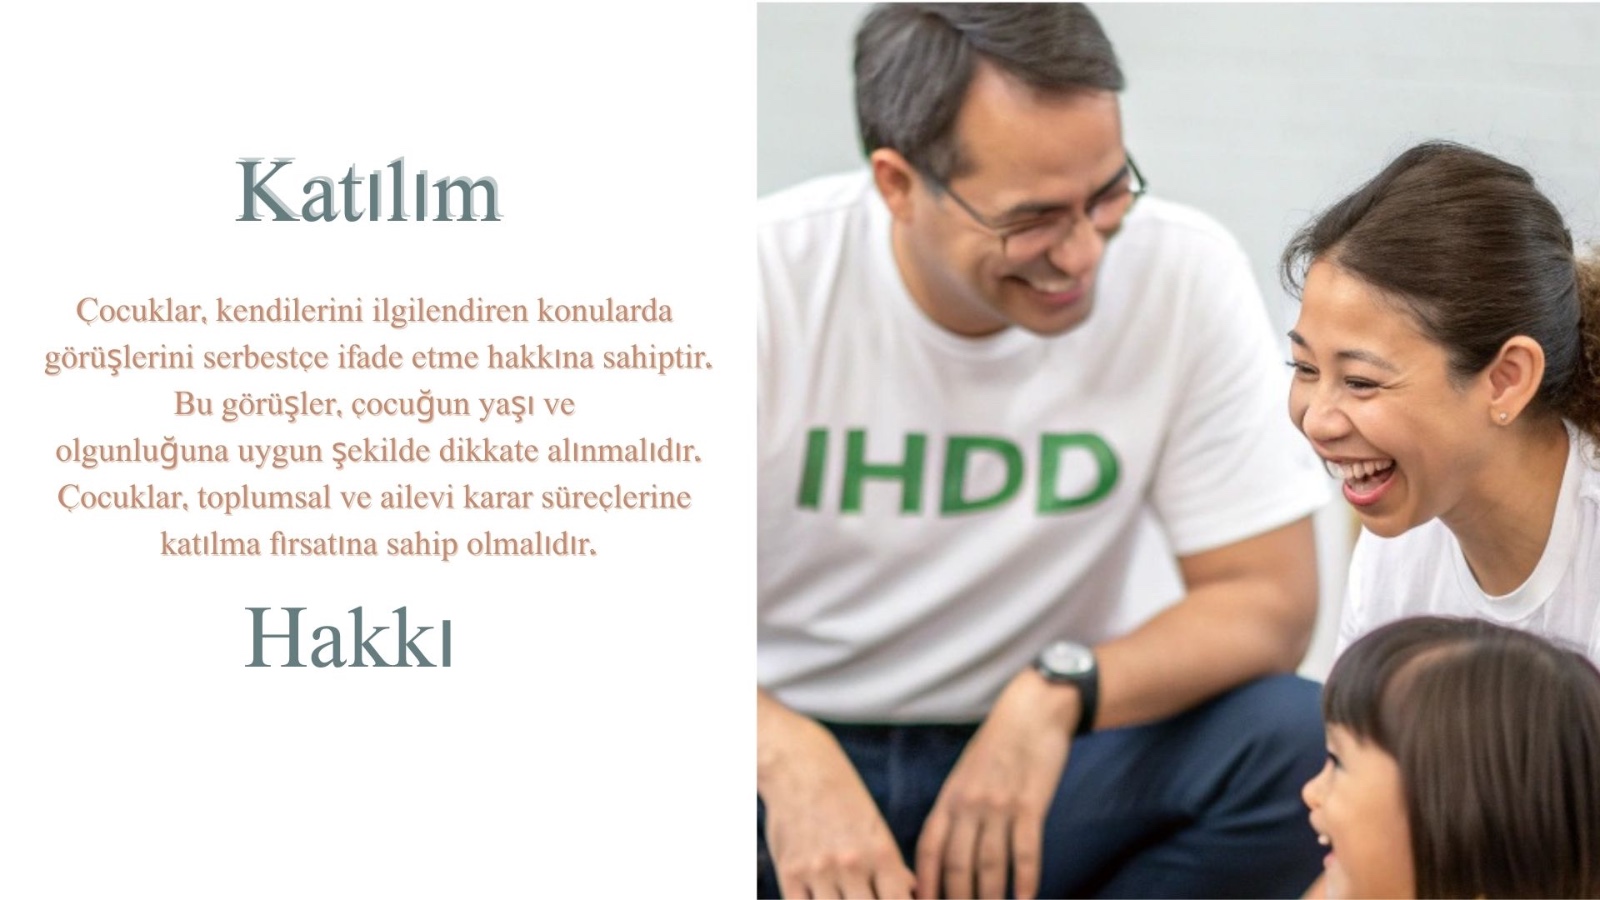 Katılım
Çocuklar, kendilerini ilgilendiren konularda
görüşlerini serbestçe ifade etme hakkına sahiptir.
Bu görüşler, çocuğun yaşı ve
olgunluğuna uygun şekilde dikkate alınmalıdır.
Çocuklar, toplumsal ve ailevi karar süreçlerine
katılma fırsatına sahip olmalıdır.
Hakkı
IHDD